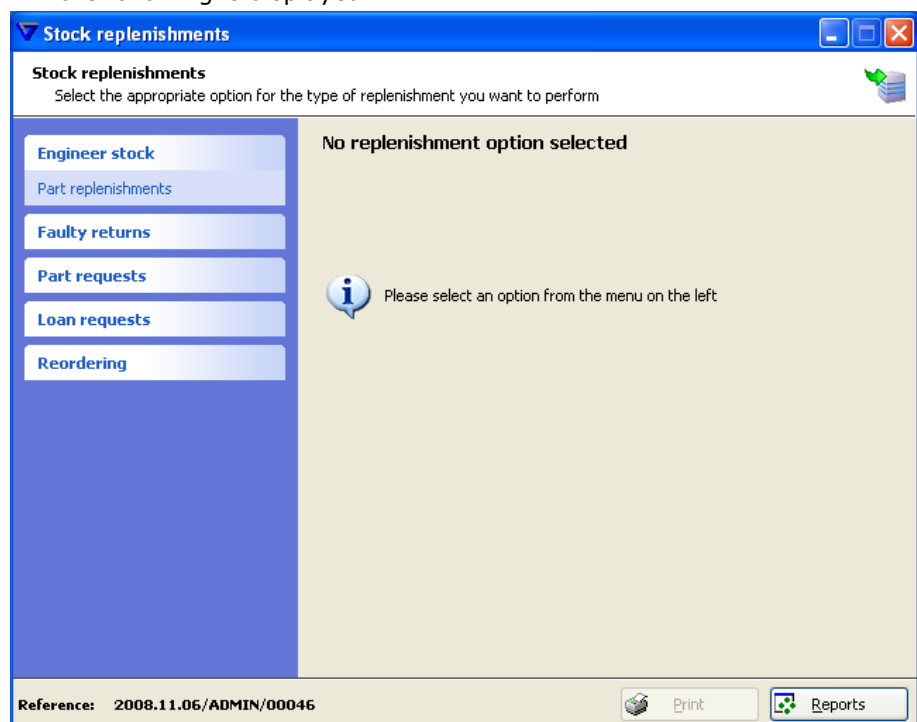 Stock replenishments
Stock replenishments
Select the appropriate option for the type of replenishment you want to perform
Engineer stock
Part replenishments
Faulty returns
Part requests
Loan requests
Reordering
No replenishment option selected
Please select an option from the menu on the left
Reference: 2008.11.06/ADMIN/00046
Print
Reports